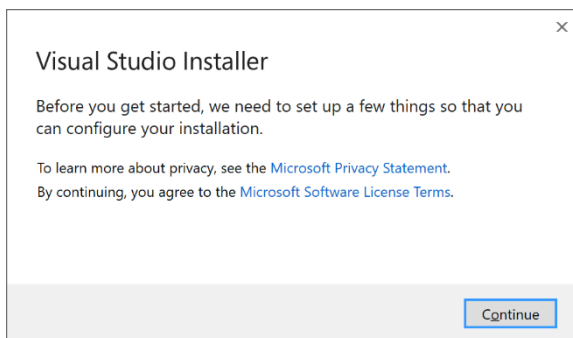 Visual Studio Installer
Before you get started, we need to set up a few things so that you
can configure your installation.
To learn more about privacy, see the Microsoft Privacy Statement.
By continuing, you agree to the Microsoft Software License Terms.
Continue